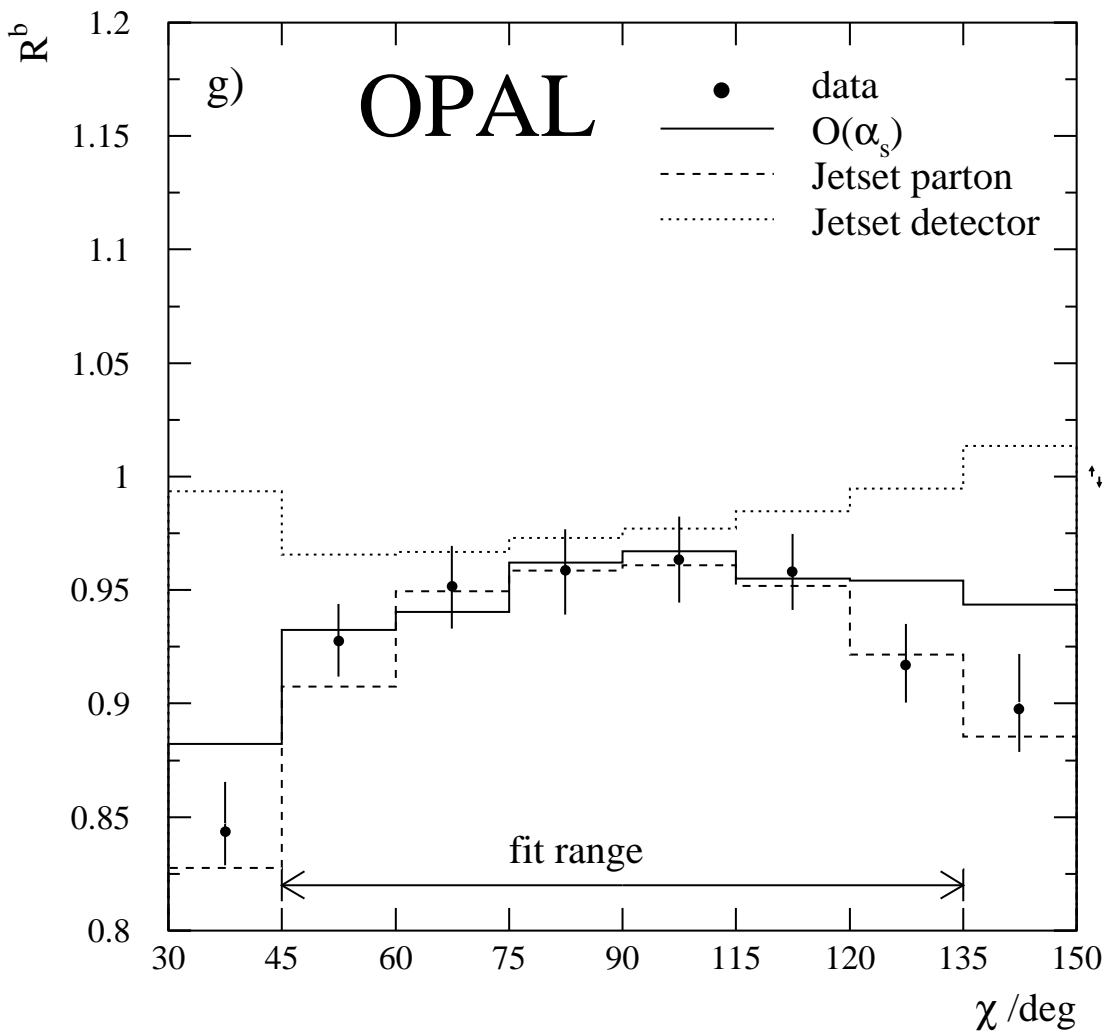 R^b
g)
OPAL
data
O(α_s)
Jetset parton
Jetset detector
1.2
1.15
1.1
1.05
1
0.95
0.9
0.85
0.8
fit range
30 45 60 75 90 115 120 135 150
χ /deg